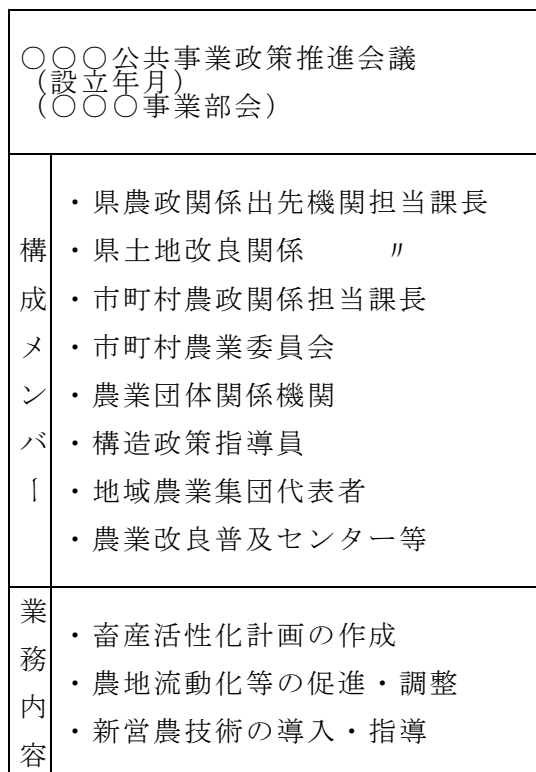 ○○○公共事業政策推進会議
(設立年月)
(○○○事業部会)
構成メンバー
・県農政関係出先機関担当課長
・県土地改良関係　　〃
・市町村農政関係担当課長
・市町村農業委員会
・農業団体関係機関
・構造政策指導員
・地域農業集団代表者
・農業改良普及センター等
業務内容
・畜産活性化計画の作成
・農地流動化等の促進・調整
・新営農技術の導入・指導